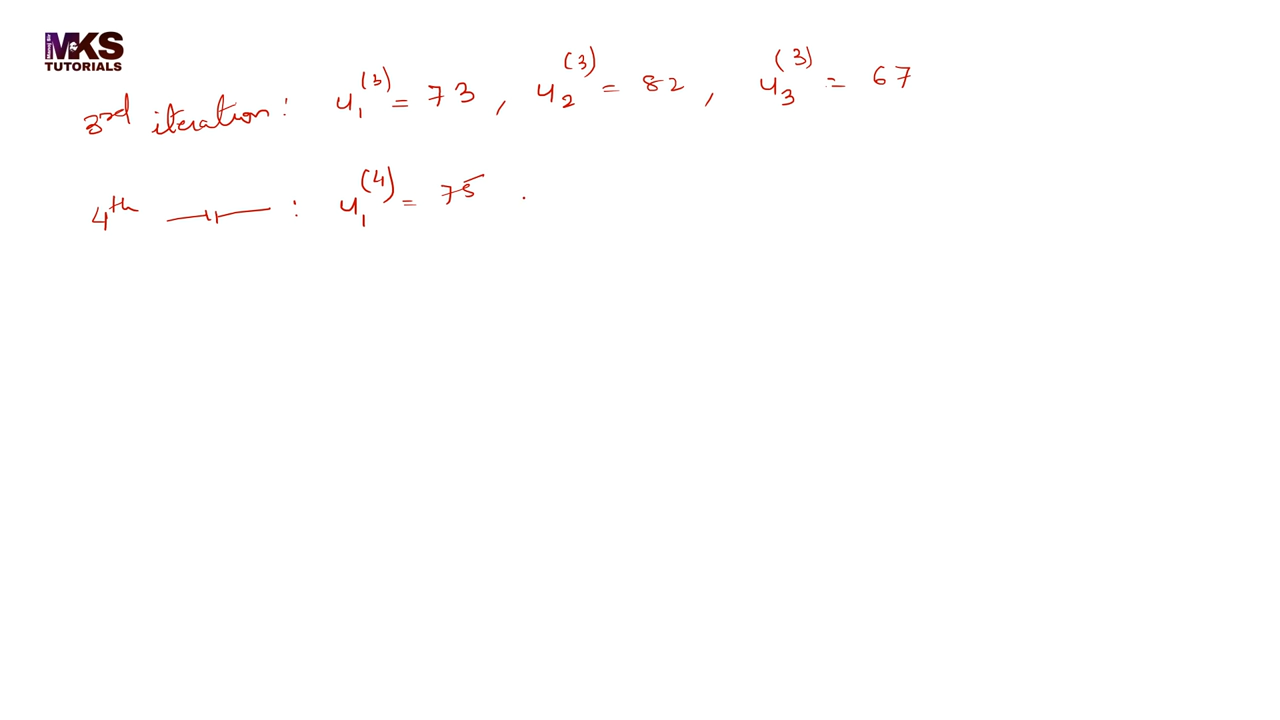 MKS
TUTORIALS
3rd iteration: u₁⁽³⁾ = 73, u₂⁽³⁾ = 82, u₃⁽³⁾ = 67
4th —〃— : u₁⁽⁴⁾ = 75